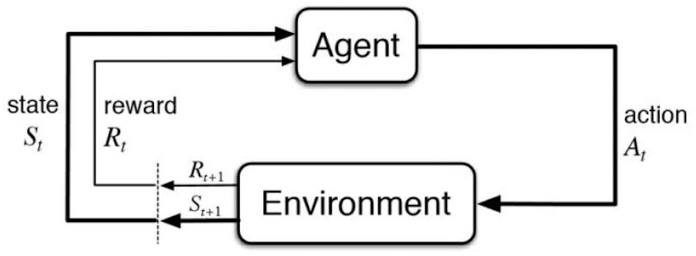 Agent
state
S_t
reward
R_t
action
A_t
R_{t+1}
S_{t+1}
Environment